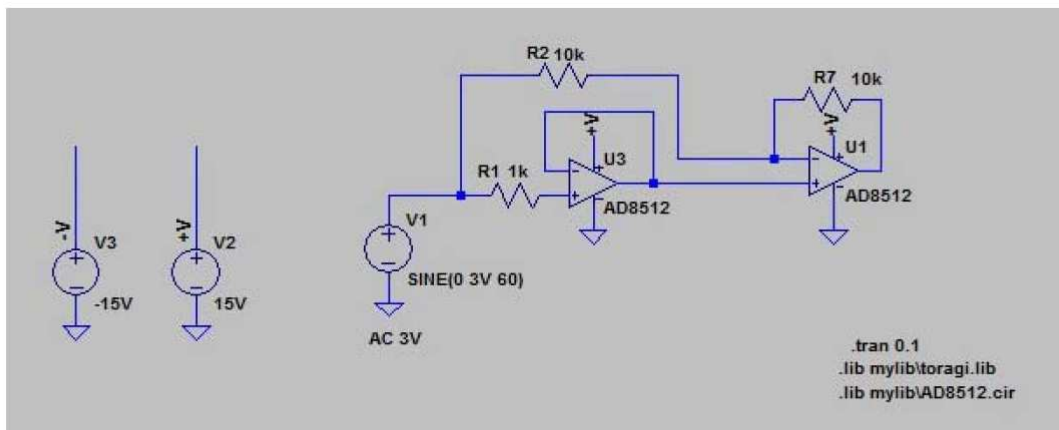 R2 10k
R7 10k
+V
+V
U3
U1
R1 1k
AD8512
AD8512
-V
V3
+V
V2
V1
-15V
15V
SINE(0 3V 60)
AC 3V
.tran 0.1
.lib mylib\toragi.lib
.lib mylib\AD8512.cir